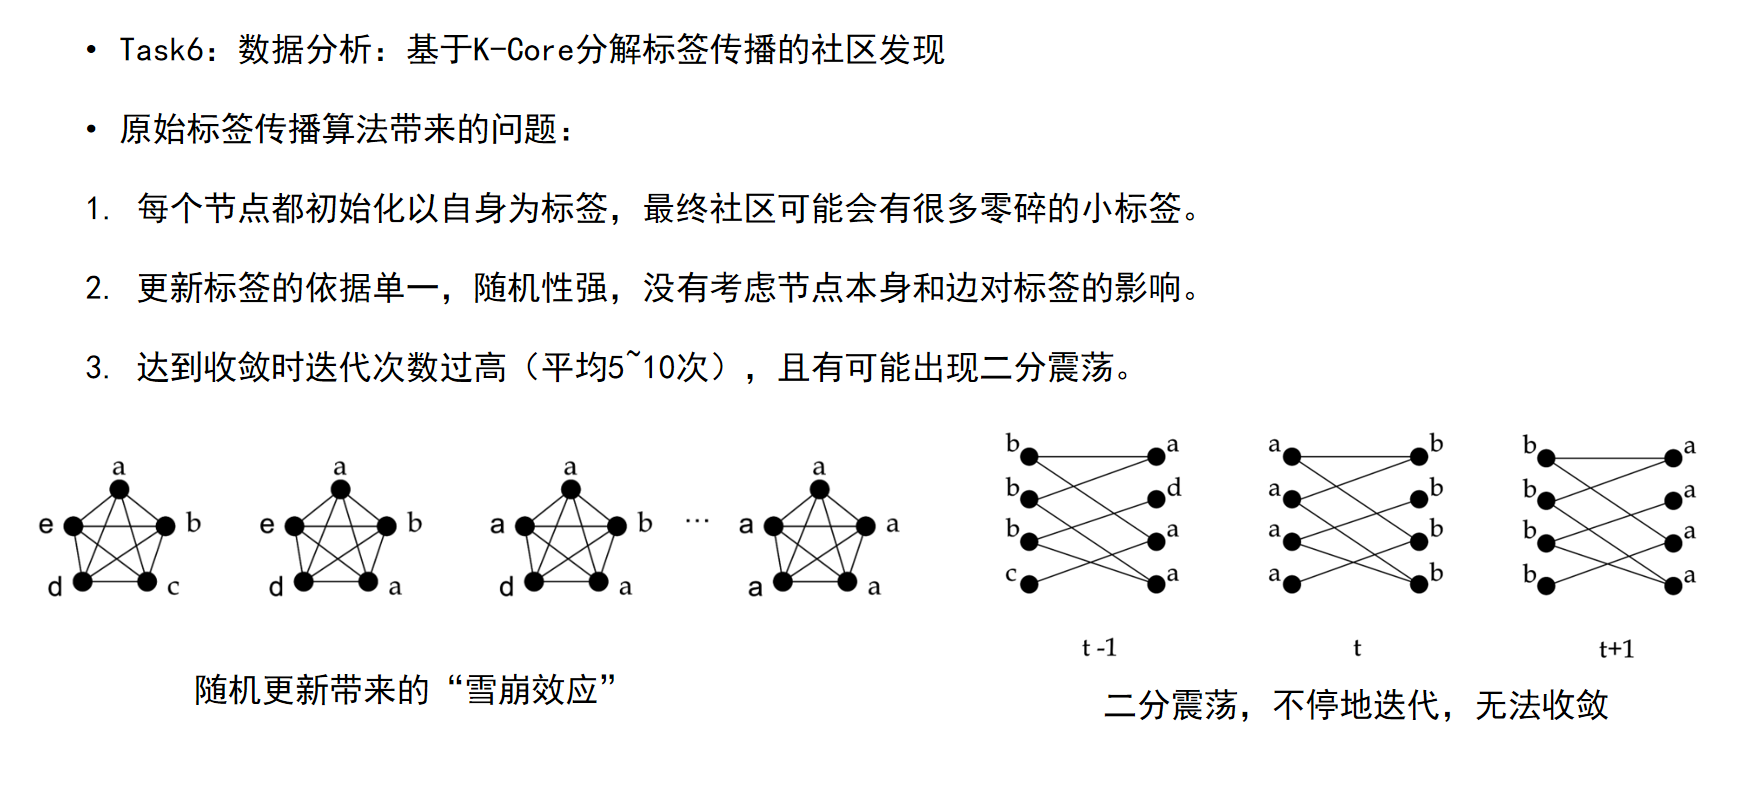 • Task6：数据分析：基于K-Core分解标签传播的社区发现
• 原始标签传播算法带来的问题：
1. 每个节点都初始化以自身为标签，最终社区可能会有很多零碎的小标签。
2. 更新标签的依据单一，随机性强，没有考虑节点本身和边对标签的影响。
3. 达到收敛时迭代次数过高（平均5~10次），且有可能出现二分震荡。
a
e b
d c
a
e b
d a
a
a b
d a
…
a
a a
a a
b a
b d
b a
c a
t -1
a b
a b
a b
a b
t
b a
b a
b a
b a
t+1
随机更新带来的“雪崩效应”
二分震荡，不停地迭代，无法收敛